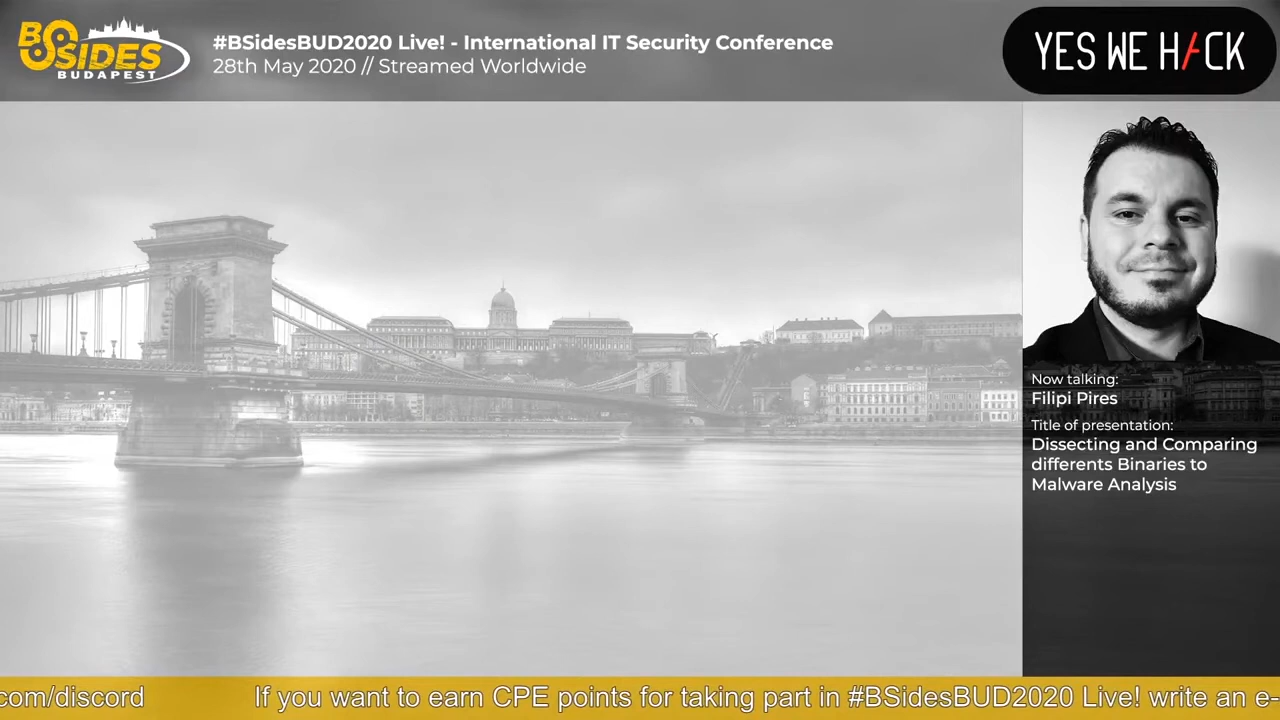 BSIDES
BUDAPEST
#BSidesBUD2020 Live! - International IT Security Conference
28th May 2020 // Streamed Worldwide
YES WE H/CK
Now talking:
Filipi Pires
Title of presentation:
Dissecting and Comparing
differents Binaries to
Malware Analysis
com/discord If you want to earn CPE points for taking part in #BSidesBUD2020 Live! write an e-